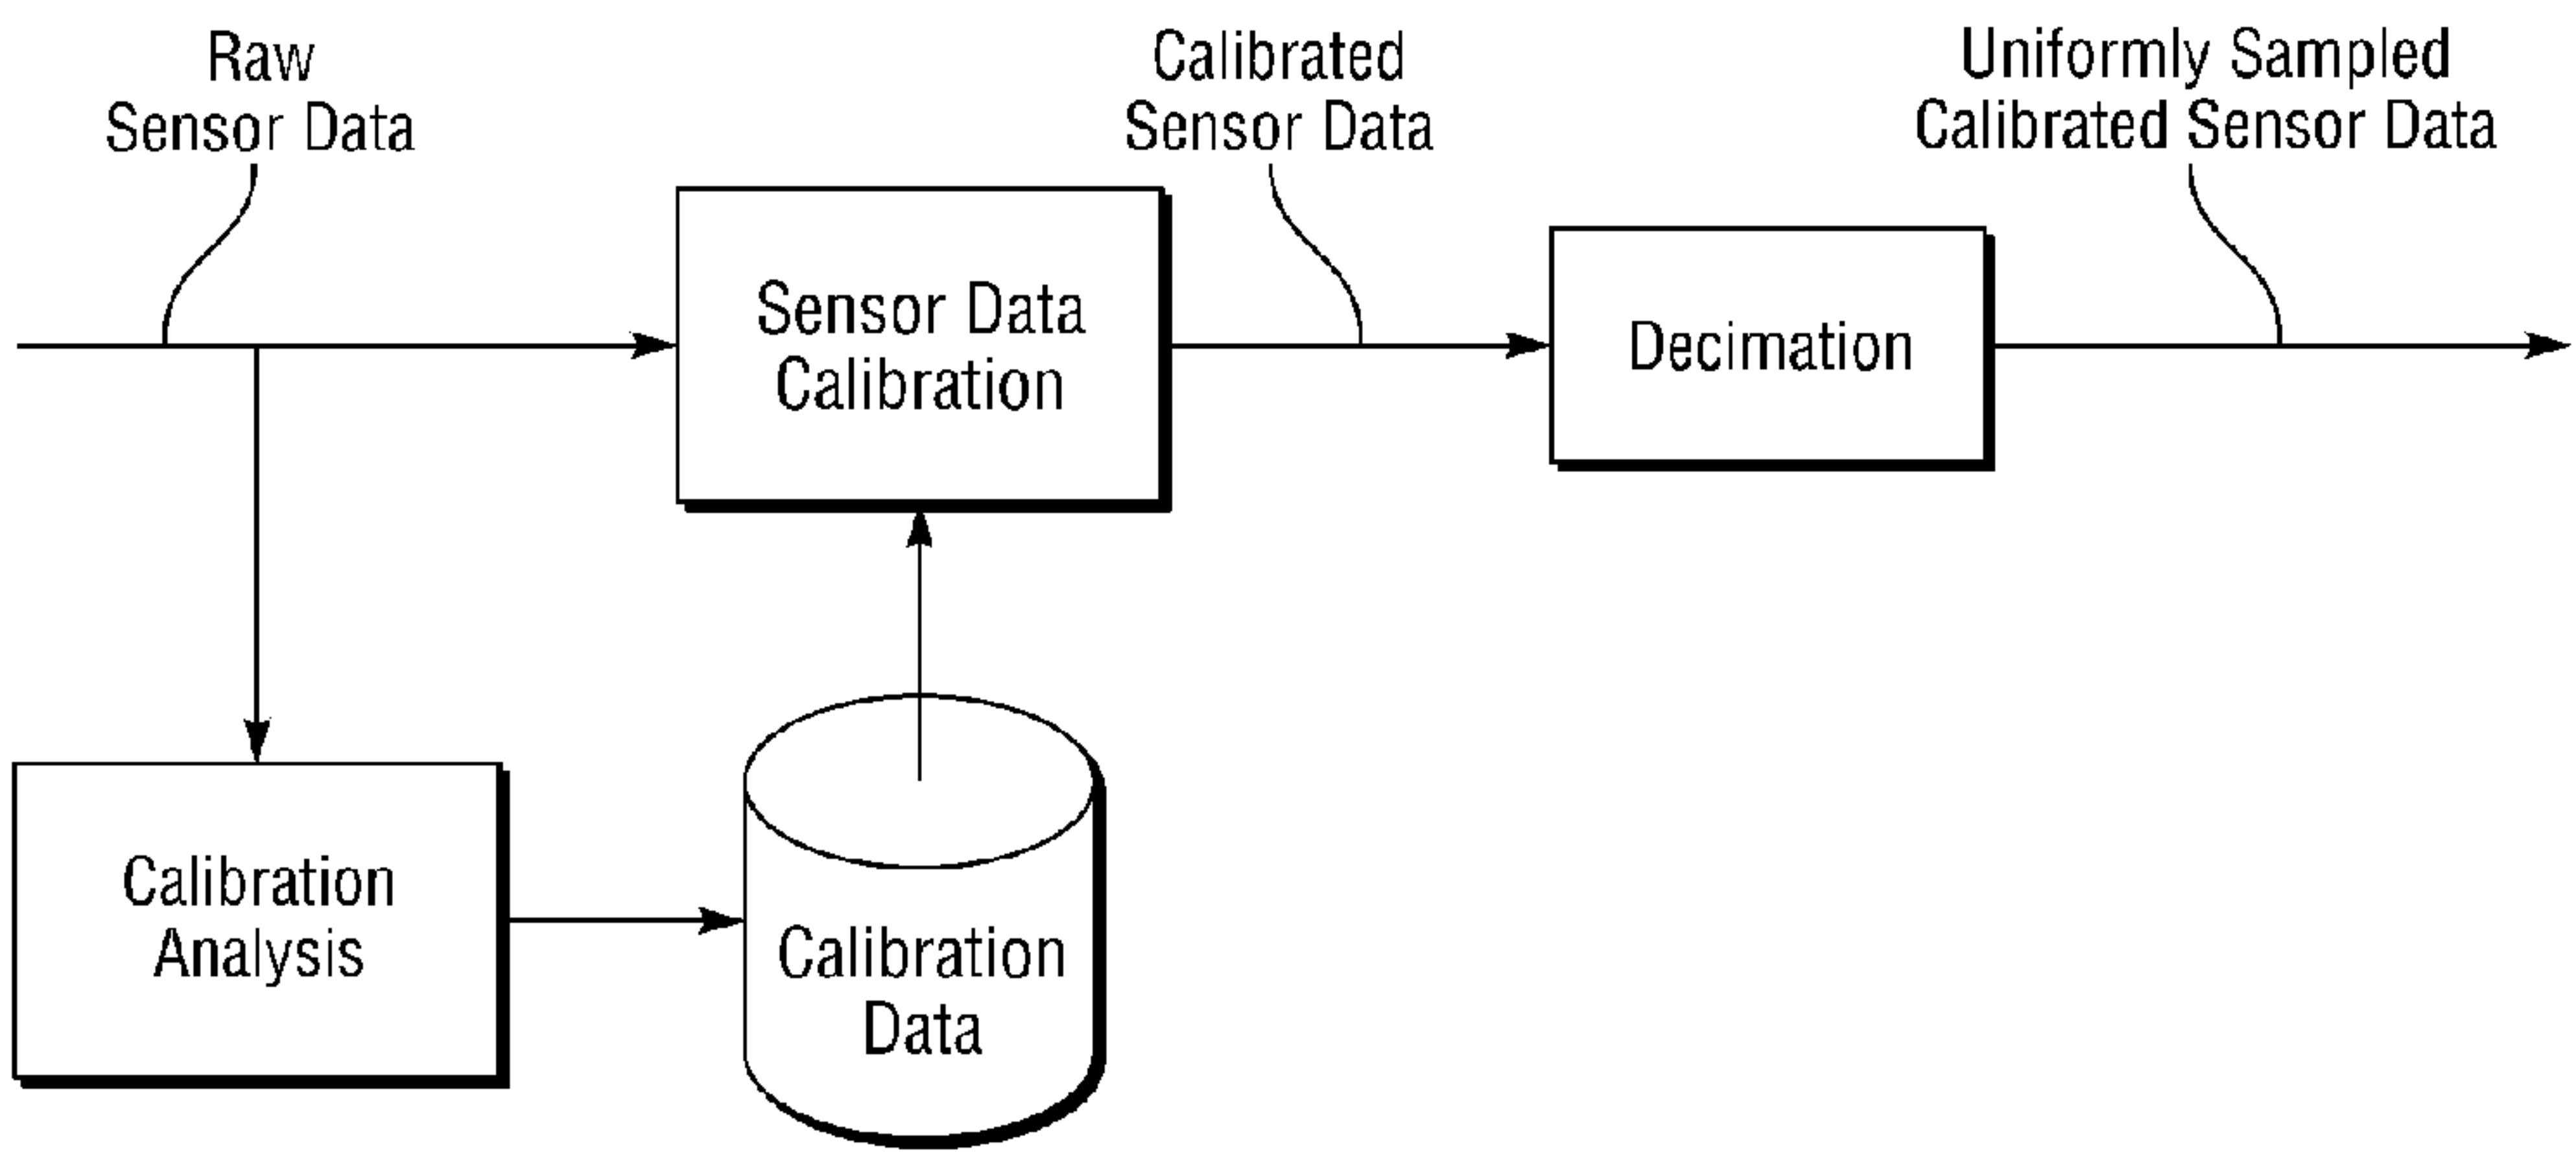 Raw
Sensor Data
Calibrated
Sensor Data
Uniformly Sampled
Calibrated Sensor Data
Sensor Data
Calibration
Decimation
Calibration
Analysis
Calibration
Data